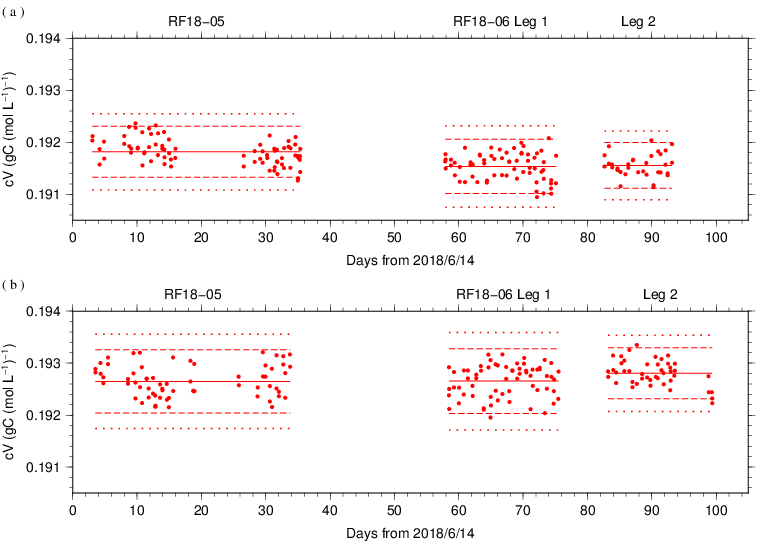 ( a )
RF18−05 RF18−06 Leg 1 Leg 2
0.194
0.193
0.192
0.191
cV (gC (mol L−1)−1)
0 10 20 30 40 50 60 70 80 90 100
Days from 2018/6/14
( b )
RF18−05 RF18−06 Leg 1 Leg 2
0.194
0.193
0.192
0.191
cV (gC (mol L−1)−1)
0 10 20 30 40 50 60 70 80 90 100
Days from 2018/6/14